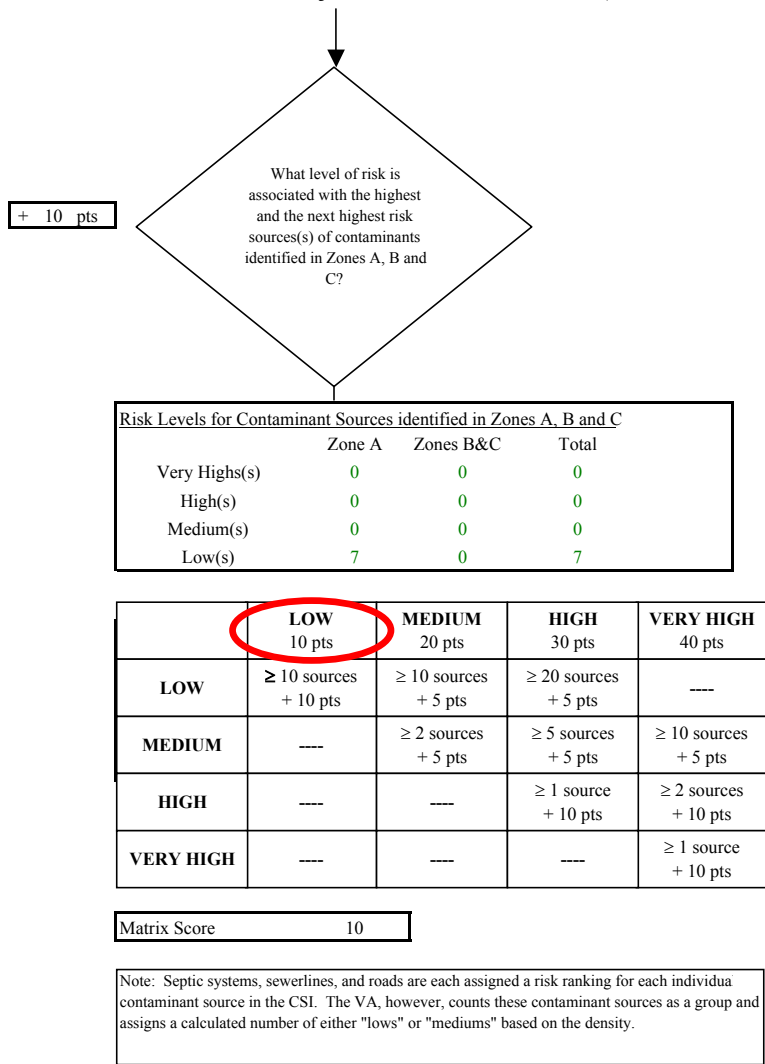 What level of risk is
associated with the highest
and the next highest risk
sources(s) of contaminants
identified in Zones A, B and
C?
+ 10 pts
Risk Levels for Contaminant Sources identified in Zones A, B and C
Zone A Zones B&C Total
Very Highs(s) 0 0 0
High(s) 0 0 0
Medium(s) 0 0 0
Low(s) 7 0 7
LOW MEDIUM HIGH VERY HIGH
10 pts 20 pts 30 pts 40 pts
LOW ≥ 10 sources ≥ 10 sources ≥ 20 sources ----
+ 10 pts + 5 pts + 5 pts
MEDIUM ---- ≥ 2 sources ≥ 5 sources ≥ 10 sources
+ 5 pts + 5 pts + 5 pts
HIGH ---- ---- ≥ 1 source ≥ 2 sources
+ 10 pts + 10 pts
VERY HIGH ---- ---- ---- ≥ 1 source
+ 10 pts
Matrix Score 10
Note: Septic systems, sewerlines, and roads are each assigned a risk ranking for each individua
contaminant source in the CSI. The VA, however, counts these contaminant sources as a group and
assigns a calculated number of either "lows" or "mediums" based on the density.